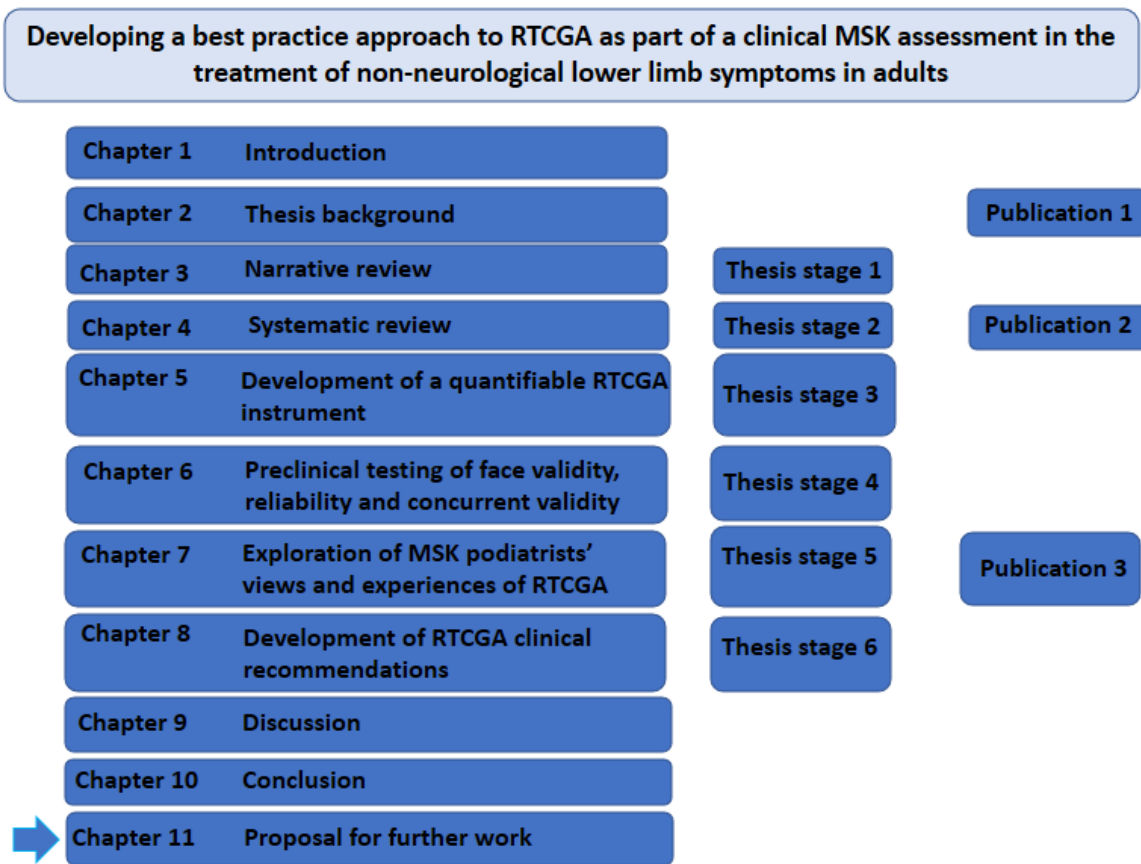 Developing a best practice approach to RTCGA as part of a clinical MSK assessment in the
treatment of non-neurological lower limb symptoms in adults
Chapter 1 Introduction
Chapter 2 Thesis background Publication 1
Chapter 3 Narrative review Thesis stage 1
Chapter 4 Systematic review Thesis stage 2 Publication 2
Chapter 5 Development of a quantifiable RTCGA
instrument
Thesis stage 3
Chapter 6 Preclinical testing of face validity,
reliability and concurrent validity
Thesis stage 4
Chapter 7 Exploration of MSK podiatrists’
views and experiences of RTCGA
Thesis stage 5
Publication 3
Chapter 8 Development of RTCGA clinical
recommendations
Thesis stage 6
Chapter 9 Discussion
Chapter 10 Conclusion
Chapter 11 Proposal for further work